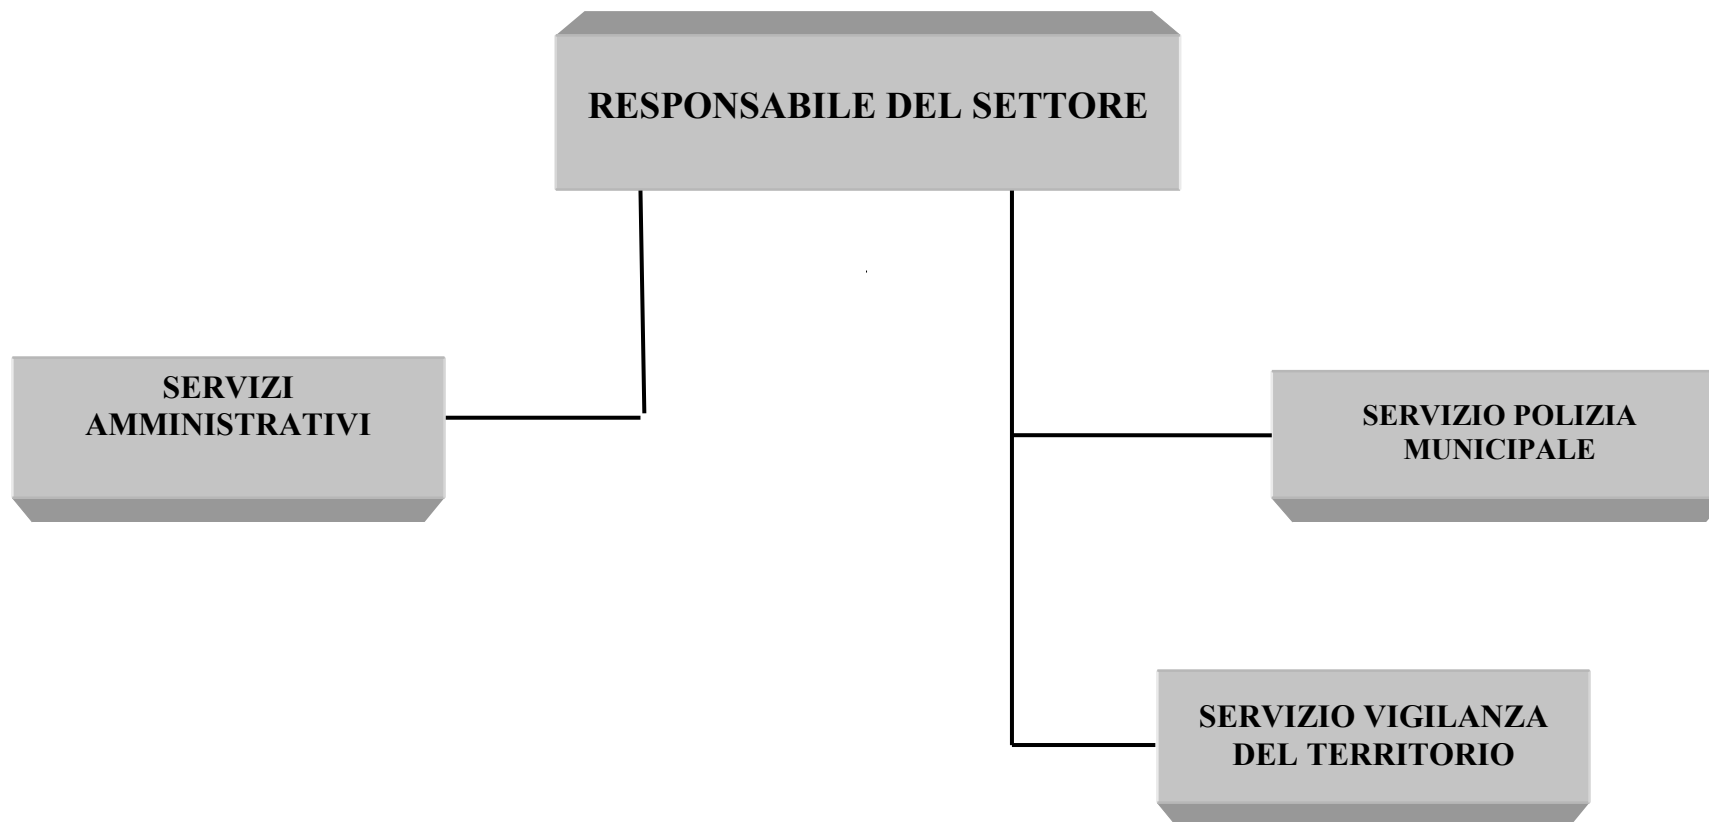 RESPONSABILE DEL SETTORE
SERVIZI
AMMINISTRATIVI
SERVIZIO POLIZIA
MUNICIPALE
SERVIZIO VIGILANZA
DEL TERRITORIO